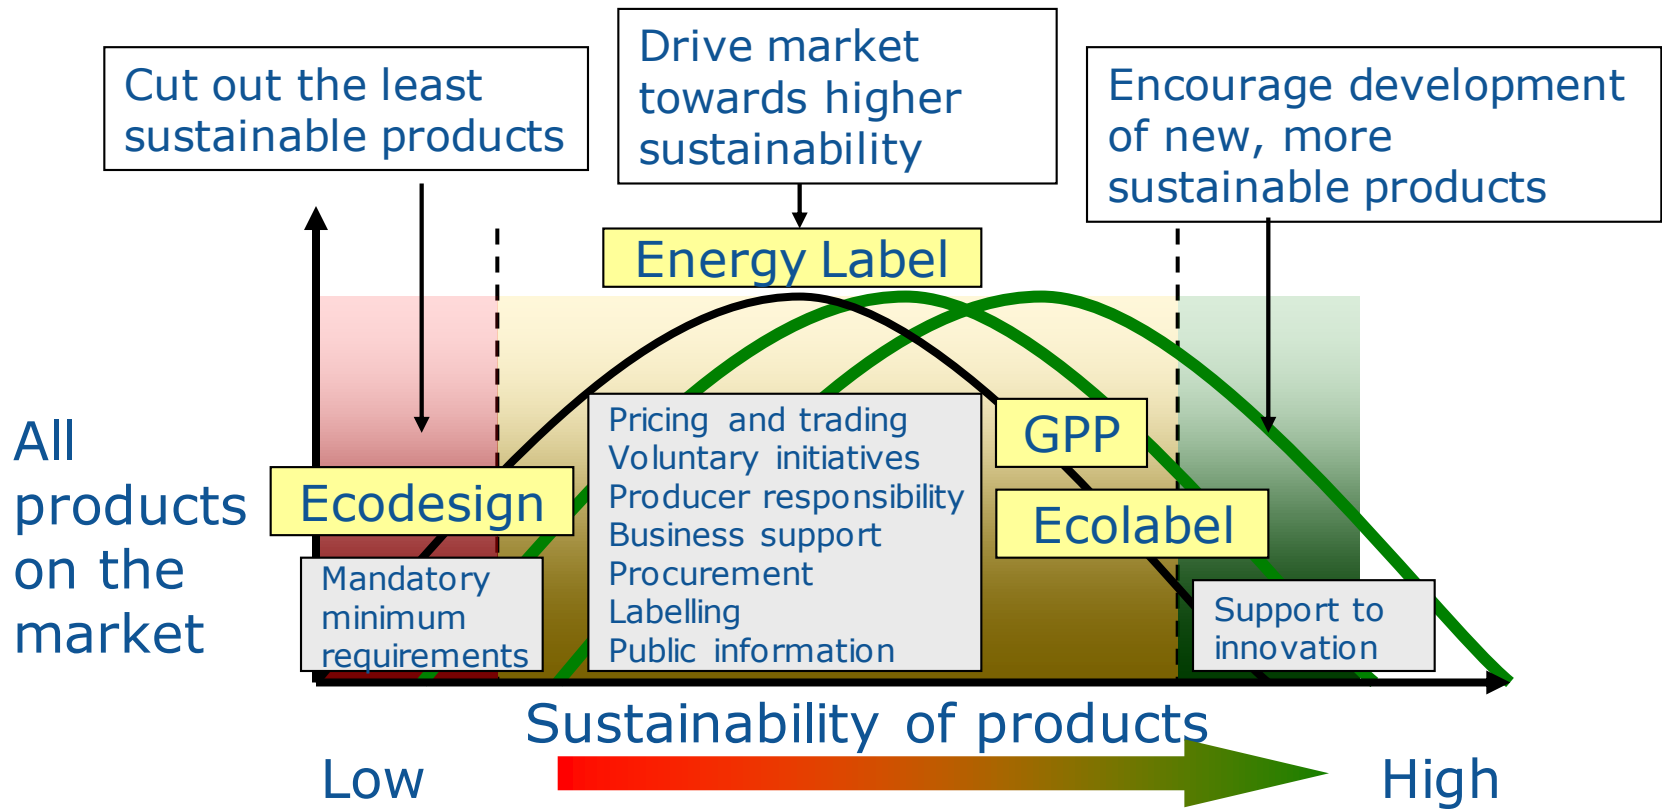 Cut out the least
sustainable products
Drive market
towards higher
sustainability
Encourage development
of new, more
sustainable products
Energy Label
All
products
on the
market
Ecodesign
Mandatory
minimum
requirements
Pricing and trading
Voluntary initiatives
Producer responsibility
Business support
Procurement
Labelling
Public information
GPP
Ecolabel
Support to
innovation
Sustainability of products
Low
High